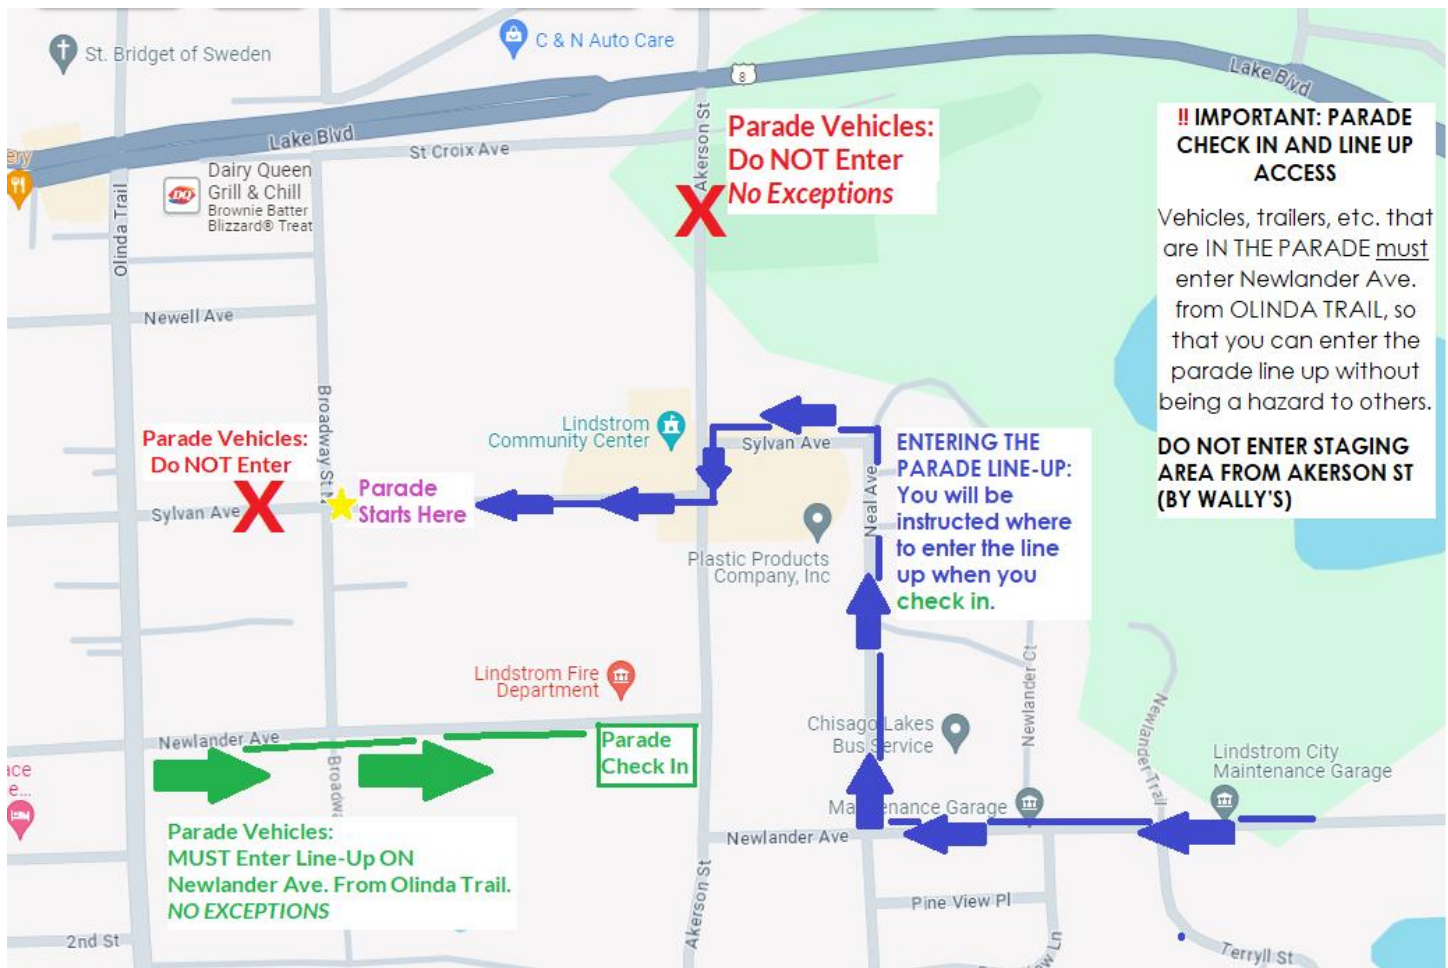 St. Bridget of Sweden
C & N Auto Care
8
Lake Blvd
Lake Blvd
St Croix Ave
Akerson St
Olinda Trail
Dairy Queen
Grill & Chill
Brownie Batter
Blizzard® Treat
DQ
ery
Parade Vehicles:
Do NOT Enter
No Exceptions
X
!! IMPORTANT: PARADE
CHECK IN AND LINE UP
ACCESS
Vehicles, trailers, etc. that
are IN THE PARADE must
enter Newlander Ave.
from OLINDA TRAIL, so
that you can enter the
parade line up without
being a hazard to others.
DO NOT ENTER STAGING
AREA FROM AKERSON ST
(BY WALLY'S)
Newell Ave
Broadway St N
Lindstrom
Community Center
Sylvan Ave
Parade Vehicles:
Do NOT Enter
X
Sylvan Ave
Parade
Starts Here
Neal Ave
ENTERING THE
PARADE LINE-UP:
You will be
instructed where
to enter the line
up when you
check in.
Plastic Products
Company, Inc
Lindstrom Fire
Department
Newlander Ave
Parade
Check In
Broadwa
Chisago Lakes
Bus Service
Newlander Ct
Newlander Trail
Lindstrom City
Maintenance Garage
Maintenance Garage
Newlander Ave
ace
e...
Parade Vehicles:
MUST Enter Line-Up ON
Newlander Ave. From Olinda Trail.
NO EXCEPTIONS
Akerson St
Pine View Pl
2nd St
w Ln
Terryll St